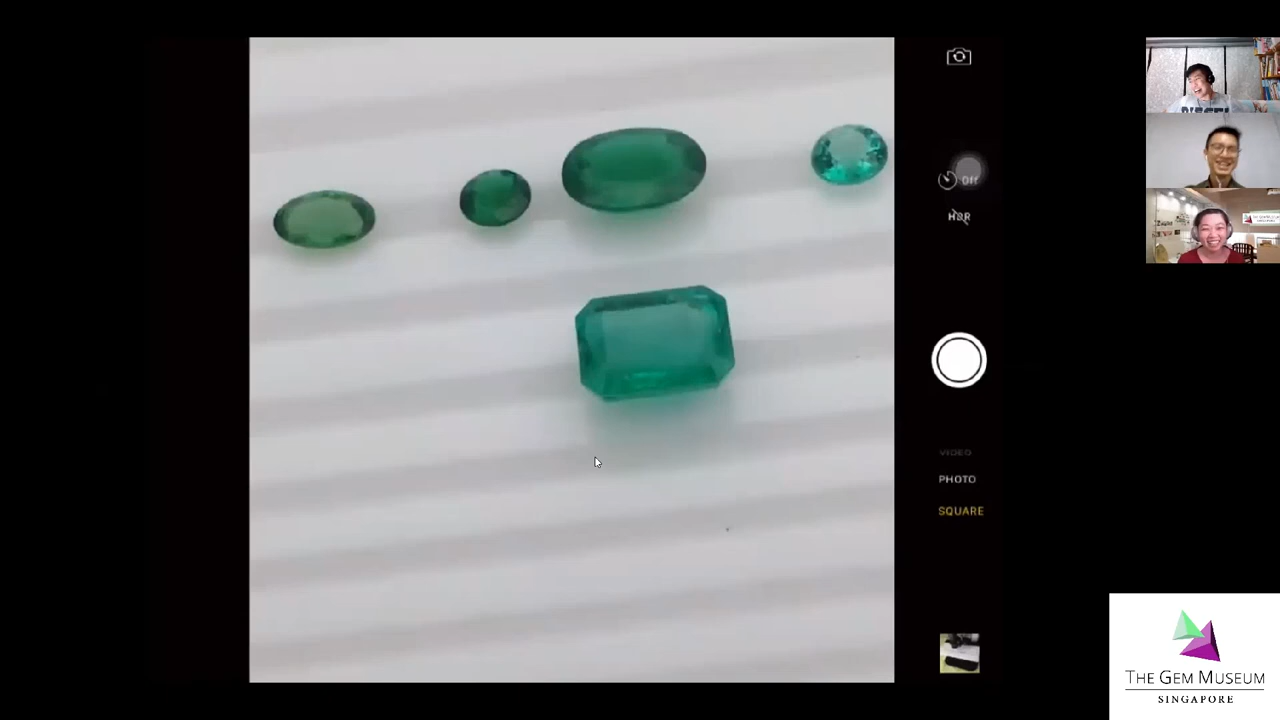 Off
HDR
VIDEO
PHOTO
SQUARE
THE GEM MUSEUM
SINGAPORE